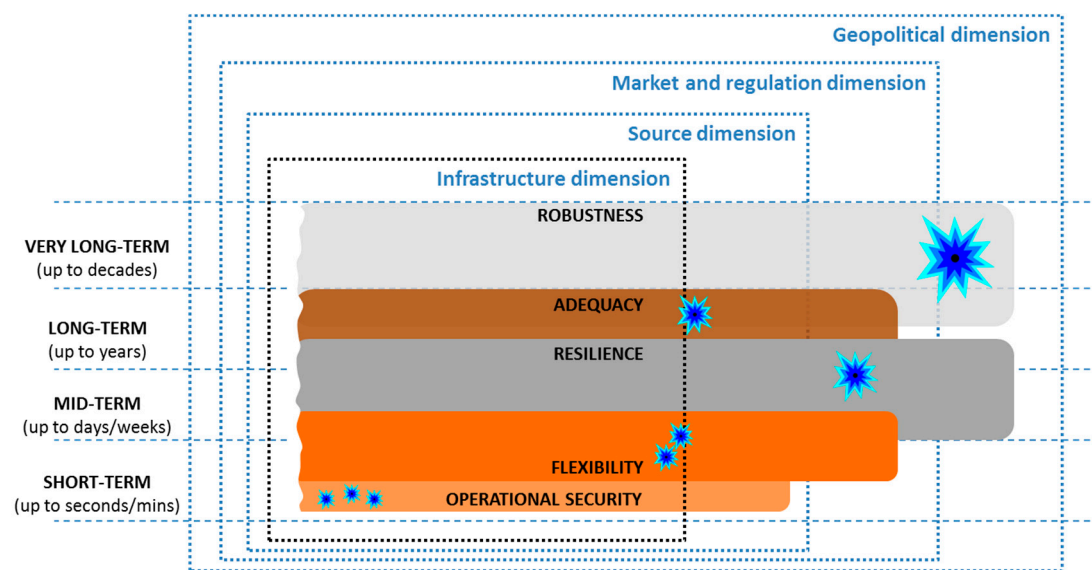 Geopolitical dimension
Market and regulation dimension
Source dimension
Infrastructure dimension
ROBUSTNESS
VERY LONG-TERM
(up to decades)
ADEQUACY
LONG-TERM
(up to years)
RESILIENCE
MID-TERM
(up to days/weeks)
FLEXIBILITY
SHORT-TERM
(up to seconds/mins)
OPERATIONAL SECURITY